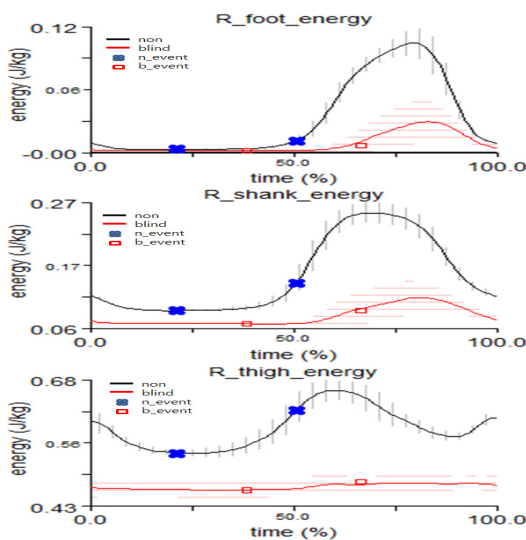 R_foot_energy
energy (J/kg)
0.12
0.06
-0.00
non
blind
n_event
b_event
0.0
50.0
100.0
time (%)
R_shank_energy
energy (J/kg)
0.27
0.17
0.06
non
blind
n_event
b_event
0.0
50.0
100.0
time (%)
R_thigh_energy
energy (J/kg)
0.68
0.56
0.43
non
blind
n_event
b_event
0.0
50.0
100.0
time (%)